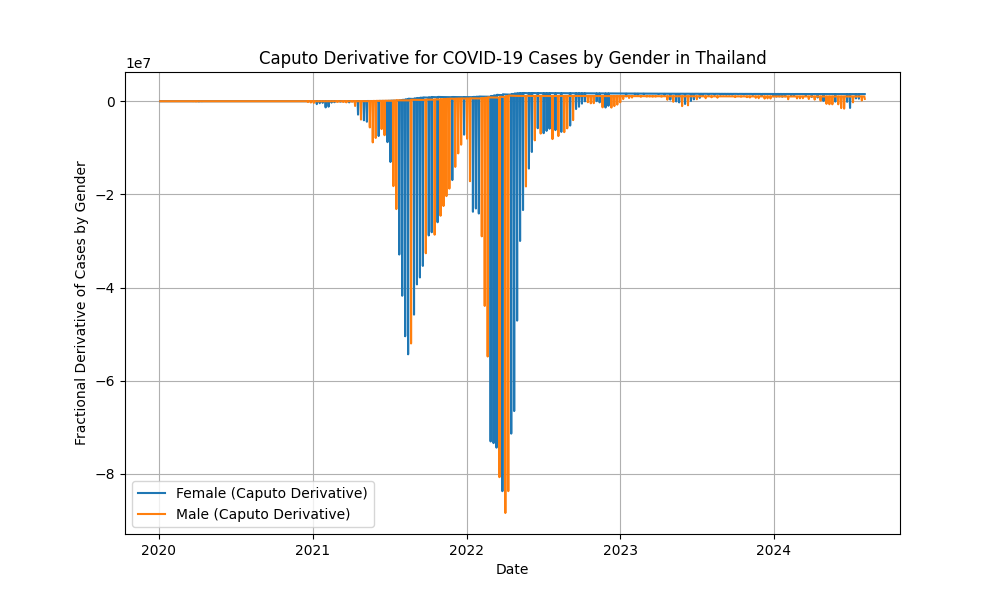 Caputo Derivative for COVID-19 Cases by Gender in Thailand
1e7
0
−2
−4
−6
−8
Fractional Derivative of Cases by Gender
Female (Caputo Derivative)
Male (Caputo Derivative)
2020 2021 2022 2023 2024
Date